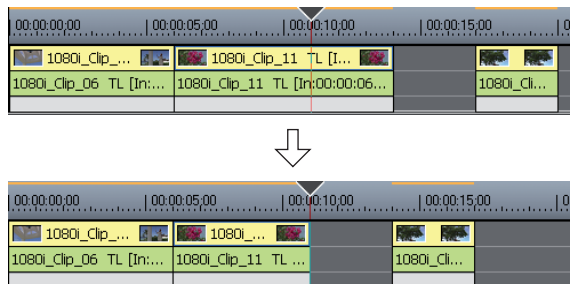 00:00:00;00 00:00:05;00 00:00:10;00 00:00:15;00 0
1080i_Clip_... 1080i_Clip_11 TL [I...
1080i_Clip_06 TL [In:... 1080i_Clip_11 TL [In:00:00:06... 1080i_Cli...
00:00:00;00 00:00:05;00 00:00:10;00 00:00:15;00 0
1080i_Clip_... 1080i_...
1080i_Clip_06 TL [In:... 1080i_Clip_11 TL ... 1080i_Cli...